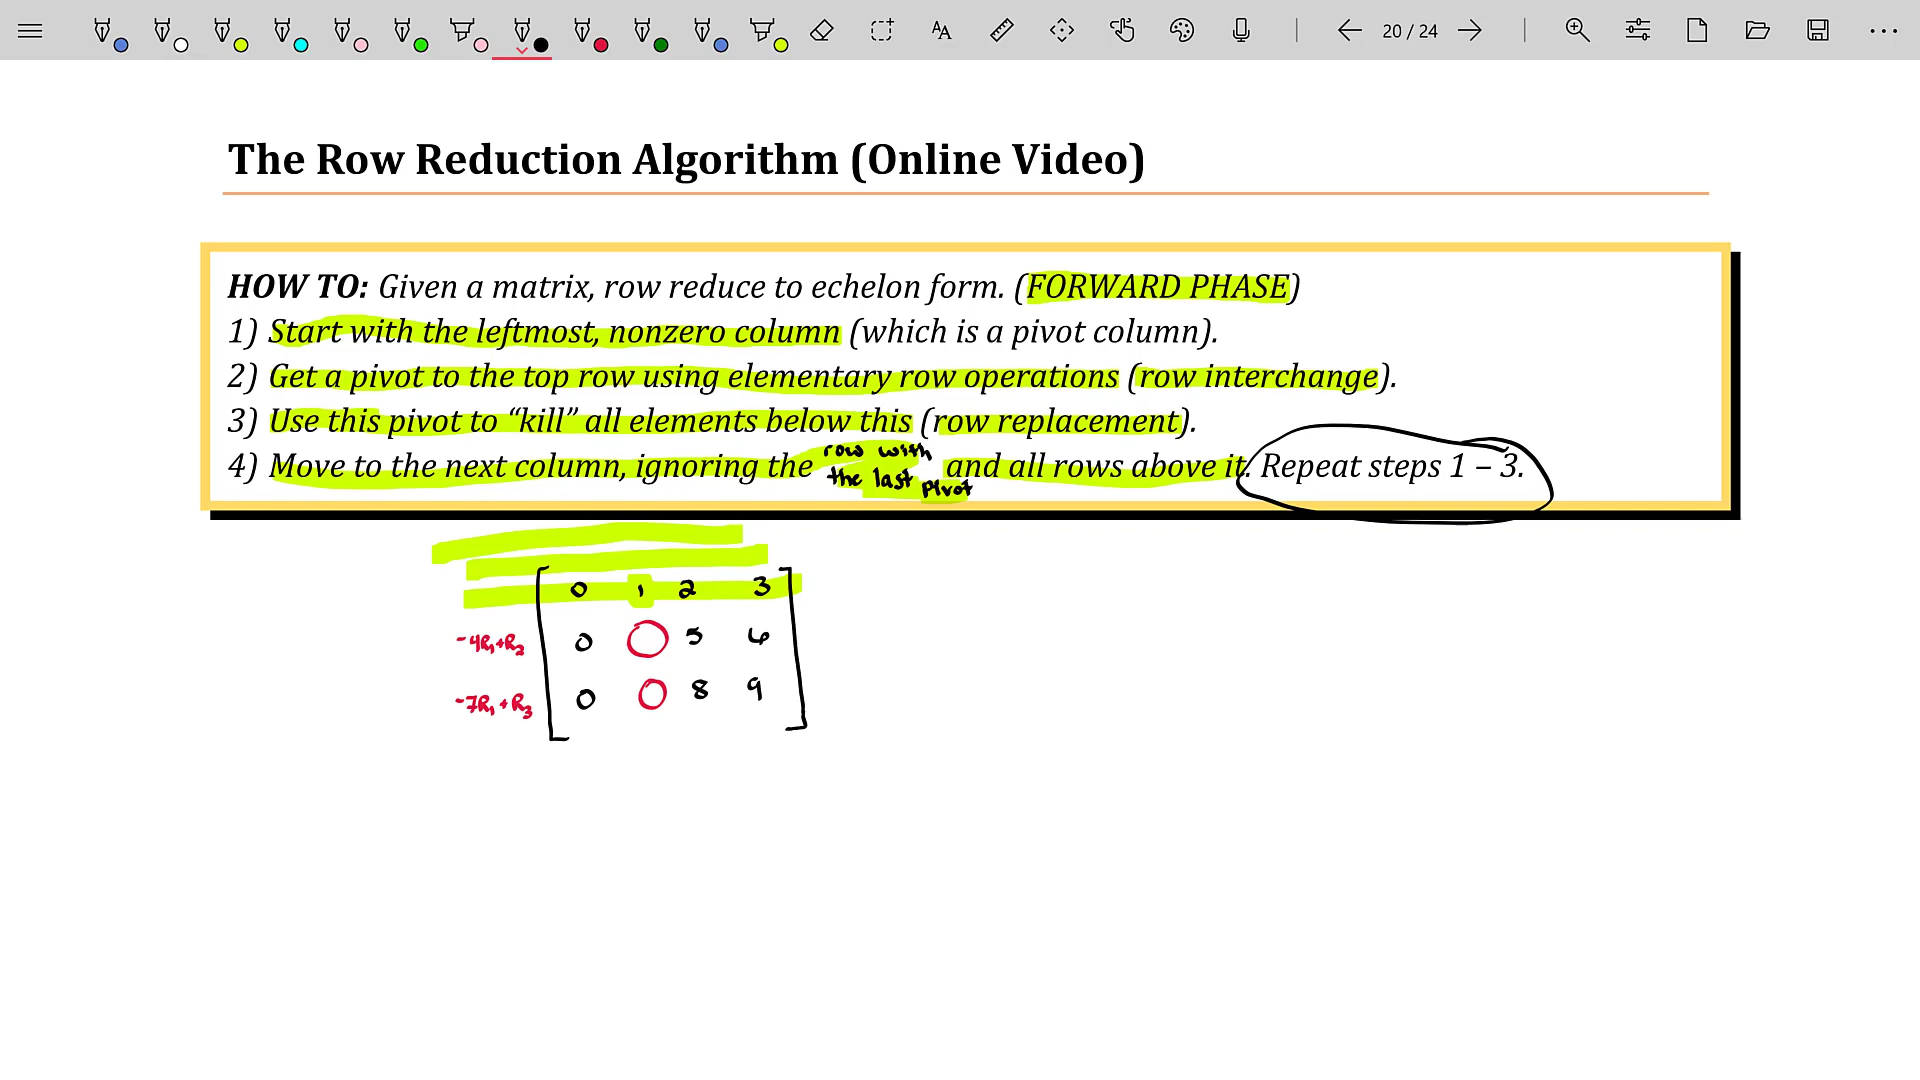 20 / 24
The Row Reduction Algorithm (Online Video)
HOW TO: Given a matrix, row reduce to echelon form. (FORWARD PHASE)
1) Start with the leftmost, nonzero column (which is a pivot column).
2) Get a pivot to the top row using elementary row operations (row interchange).
3) Use this pivot to “kill” all elements below this (row replacement).
4) Move to the next column, ignoring the row with the last pivot and all rows above it. Repeat steps 1 – 3.
0 1 2 3
-4R₁+R₂ 0 0 5 6
-7R₁+R₃ 0 0 8 9